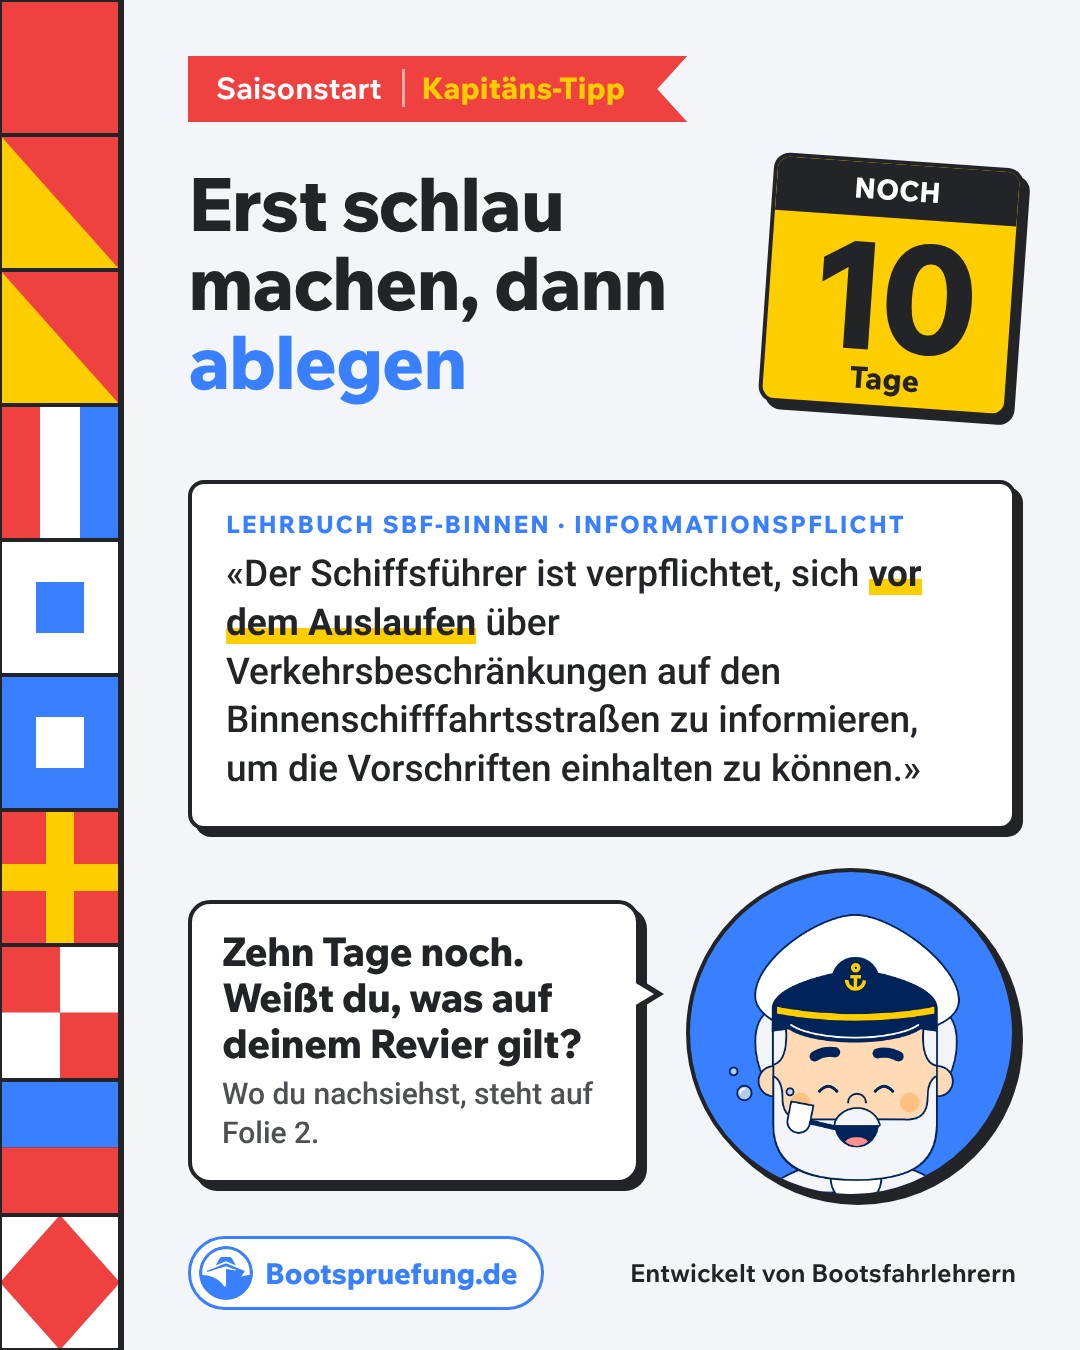 Saisonstart | Kapitäns-Tipp
Erst schlau
machen, dann
ablegen
NOCH
10
Tage
LEHRBUCH SBF-BINNEN · INFORMATIONSPFLICHT
«Der Schiffsführer ist verpflichtet, sich vor
dem Auslaufen über
Verkehrsbeschränkungen auf den
Binnenschifffahrtsstraßen zu informieren,
um die Vorschriften einhalten zu können.»
Zehn Tage noch.
Weißt du, was auf
deinem Revier gilt?
Wo du nachsiehst, steht auf
Folie 2.
Bootspruefung.de
Entwickelt von Bootsfahrlehrern